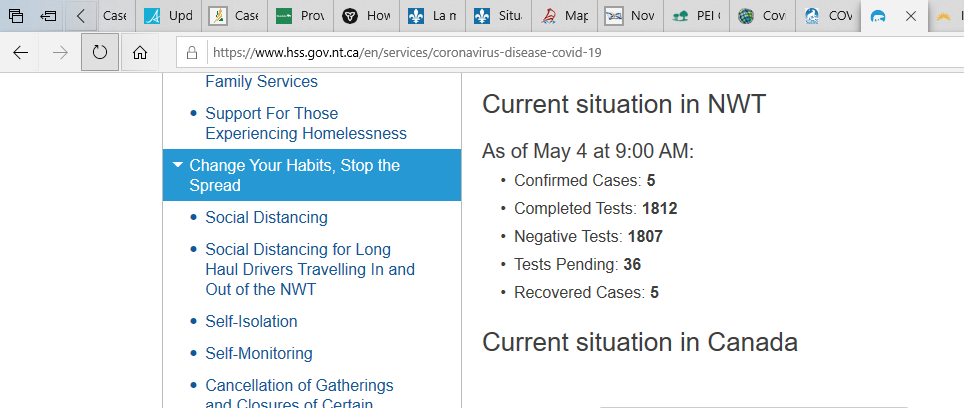 Case
Upd
Case
Prov
How
La m
Situ
Map
Nov
PEI (
Cov
COV
https://www.hss.gov.nt.ca/en/services/coronavirus-disease-covid-19
Family Services
Support For Those
Experiencing Homelessness
Change Your Habits, Stop the
Spread
Social Distancing
Social Distancing for Long
Haul Drivers Travelling In and
Out of the NWT
Self-Isolation
Self-Monitoring
Cancellation of Gatherings
and Closures of Certain
Current situation in NWT
As of May 4 at 9:00 AM:
• Confirmed Cases: 5
• Completed Tests: 1812
• Negative Tests: 1807
• Tests Pending: 36
• Recovered Cases: 5
Current situation in Canada